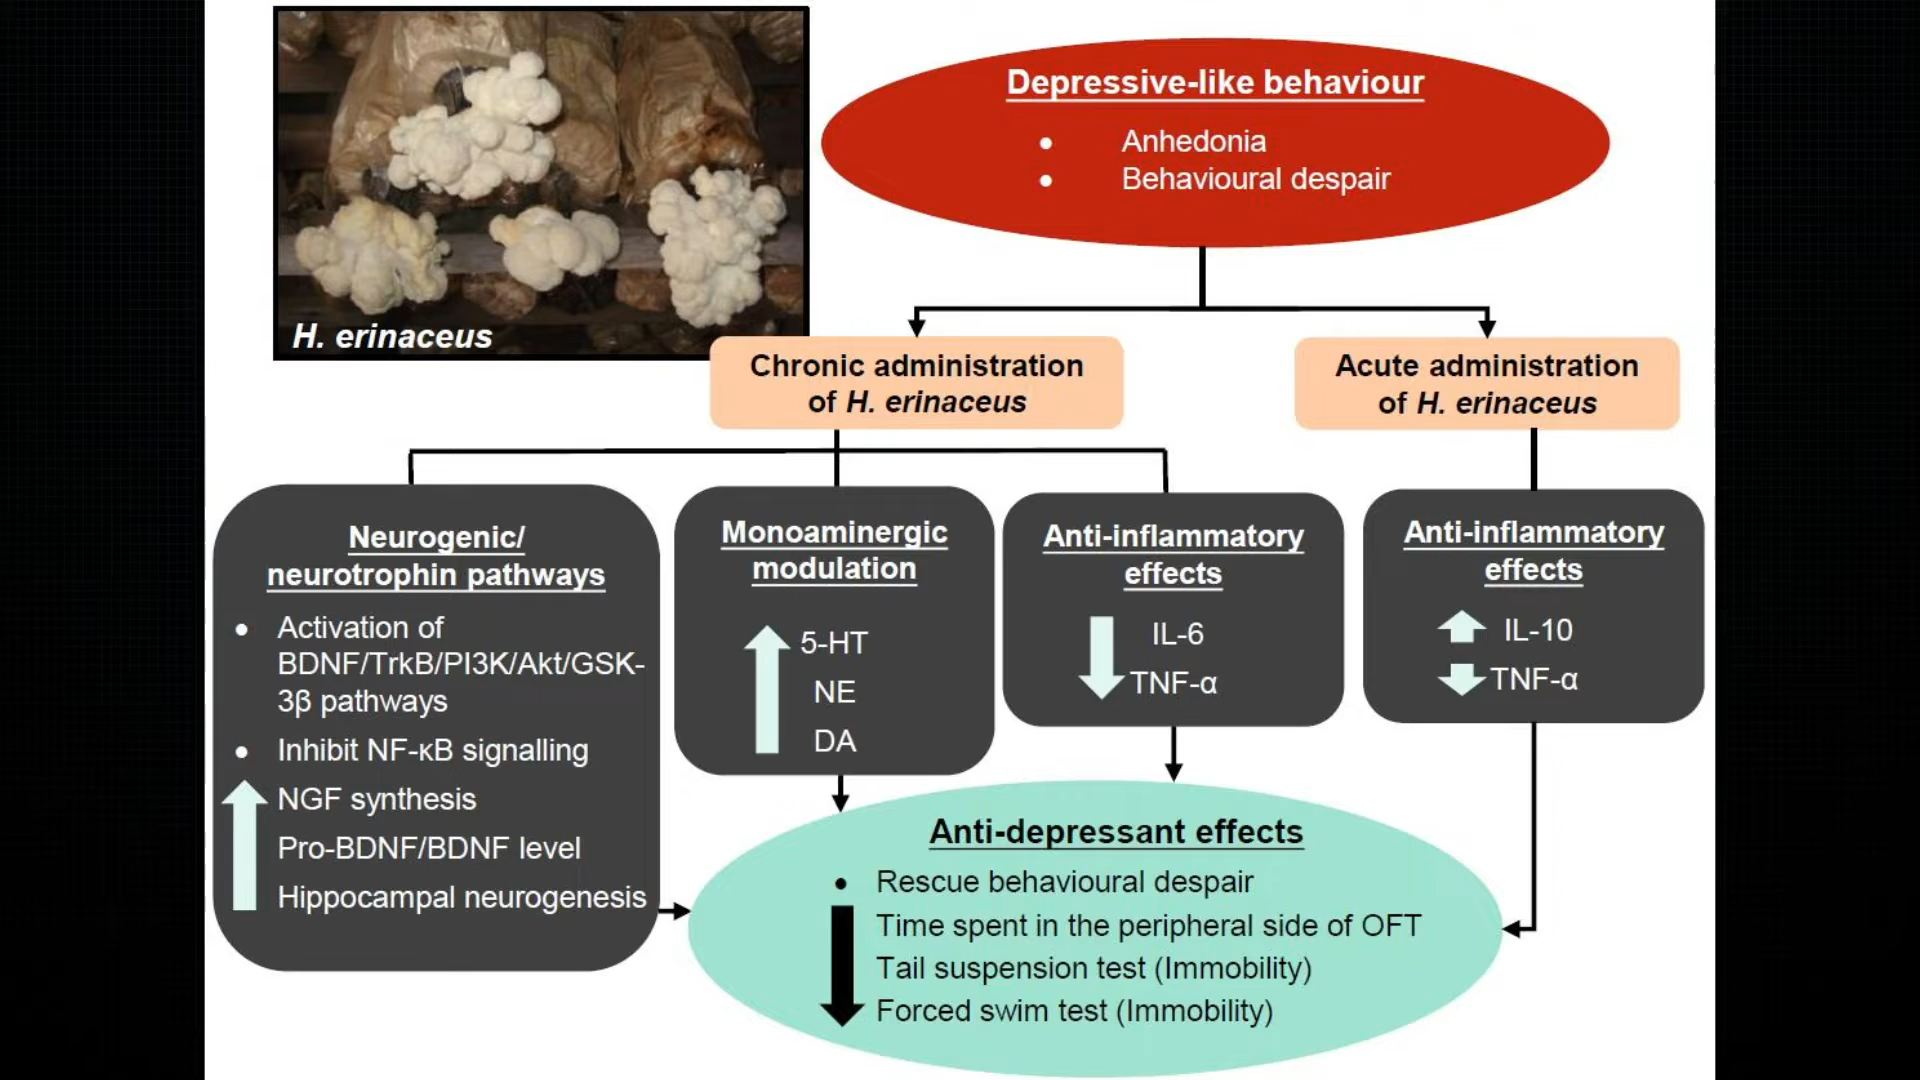 H. erinaceus
Depressive-like behaviour
• Anhedonia
• Behavioural despair
Chronic administration
of H. erinaceus
Acute administration
of H. erinaceus
Neurogenic/
neurotrophin pathways
• Activation of
BDNF/TrkB/PI3K/Akt/GSK-
3β pathways
• Inhibit NF-κB signalling
NGF synthesis
Pro-BDNF/BDNF level
Hippocampal neurogenesis
Monoaminergic
modulation
5-HT
NE
DA
Anti-inflammatory
effects
IL-6
TNF-α
Anti-inflammatory
effects
IL-10
TNF-α
Anti-depressant effects
• Rescue behavioural despair
Time spent in the peripheral side of OFT
Tail suspension test (Immobility)
Forced swim test (Immobility)